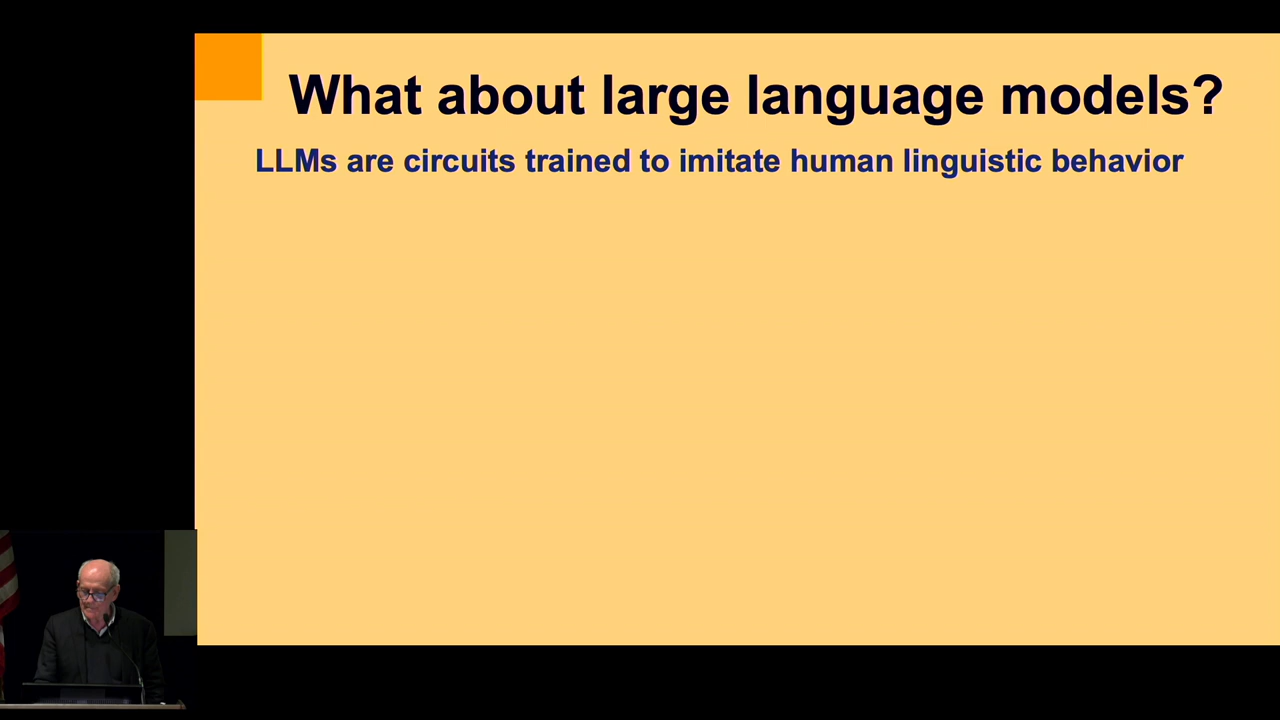 What about large language models?
LLMs are circuits trained to imitate human linguistic behavior